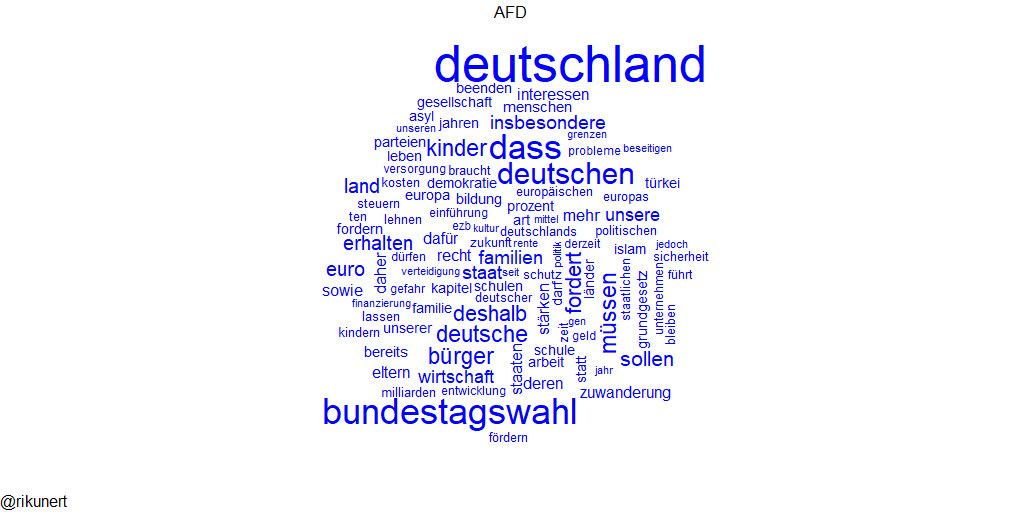 AFD
deutschland
beenden
interessen
gesellschaft
menschen
asyl
jahren
insbesondere
unseren
grenzen
parteien
kinder
dass
probleme
beseitigen
leben
versorgung
braucht
deutschen
land
kosten
demokratie
türkei
steuern
europa
bildung
europäischen
europas
prozent
ten
lehnen
einführung
art
mittel
mehr
unsere
fordern
ezb
kultur
deutschlands
politischen
erhalten
dafür
zukunft
rente
derzeit
islam
jedoch
daher
dürfen
recht
familien
politik
sicherheit
euro
verteidigung
staat
seit
schutz
darf
fordert
länder
staatlichen
grundgesetz
unternehmen
führt
sowie
gefahr
kapitel
schulen
deutscher
finanzierung
familie
stärken
müssen
bleiben
lassen
deshalb
gen
kindern
unserer
deutsche
zeit
geld
bereits
bürger
staaten
schule
arbeit
statt
sollen
eltern
wirtschaft
deren
jahr
milliarden
entwicklung
zuwanderung
bundestagswahl
fördern
@rikunert